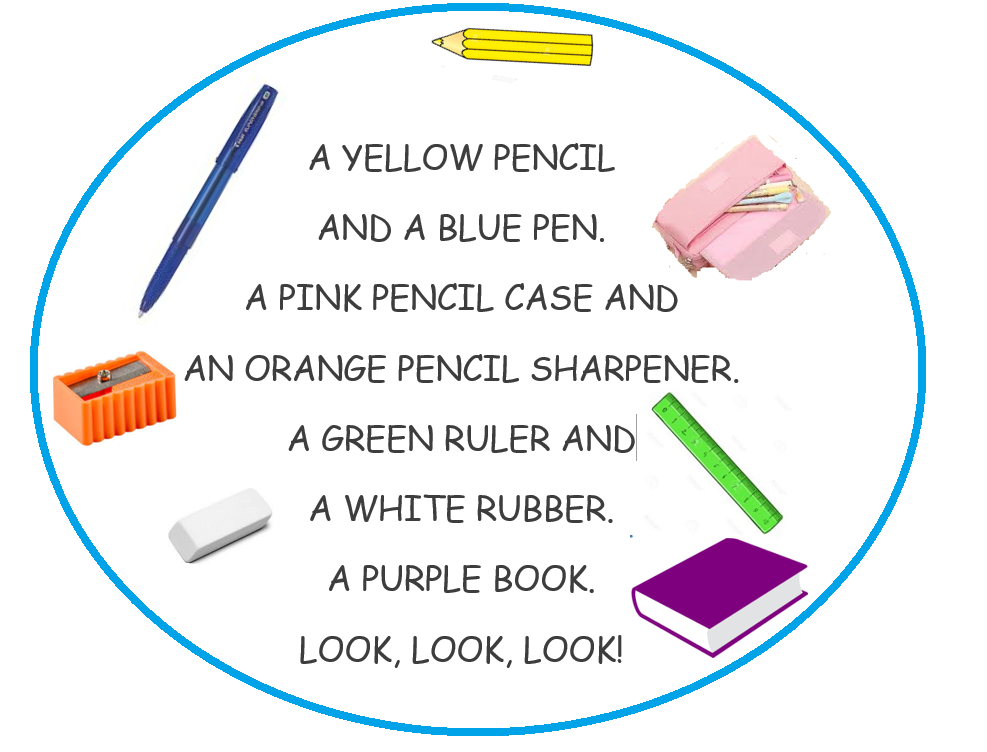 A YELLOW PENCIL
AND A BLUE PEN.
A PINK PENCIL CASE AND
AN ORANGE PENCIL SHARPENER.
A GREEN RULER AND
A WHITE RUBBER.
A PURPLE BOOK.
LOOK, LOOK, LOOK!